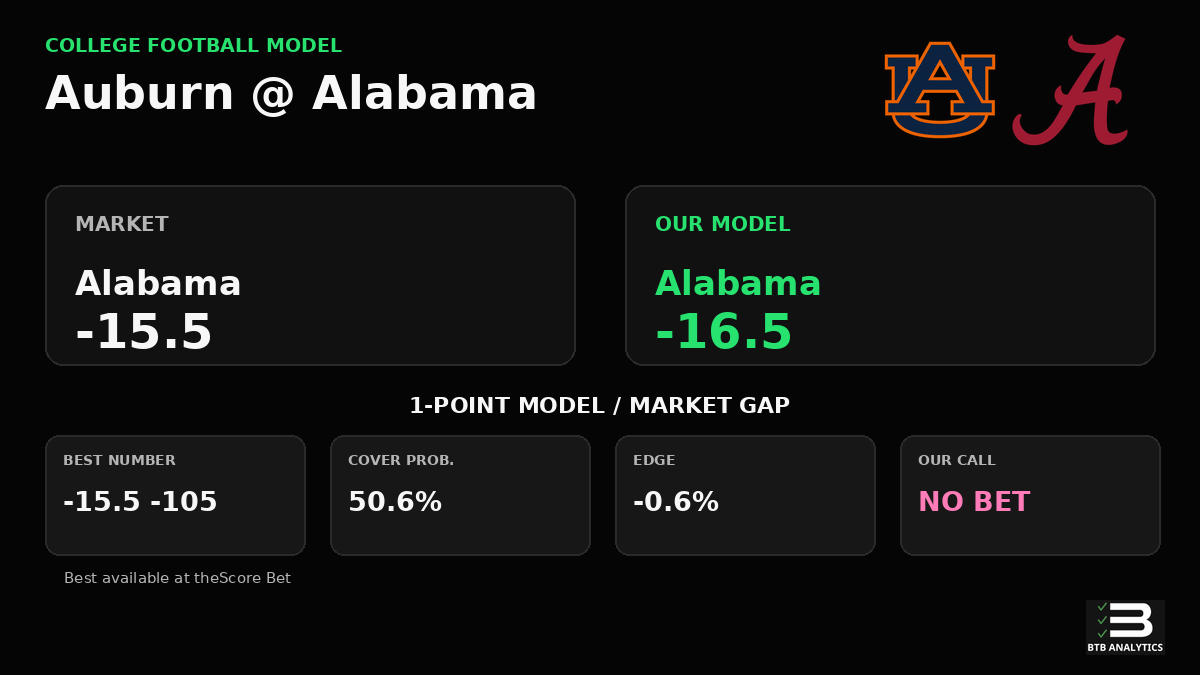 COLLEGE FOOTBALL MODEL
Auburn @ Alabama
AU
A
MARKET
Alabama
-15.5
OUR MODEL
Alabama
-16.5
1-POINT MODEL / MARKET GAP
BEST NUMBER
-15.5 -105
COVER PROB.
50.6%
EDGE
-0.6%
OUR CALL
NO BET
Best available at theScore Bet
B
BTB ANALYTICS